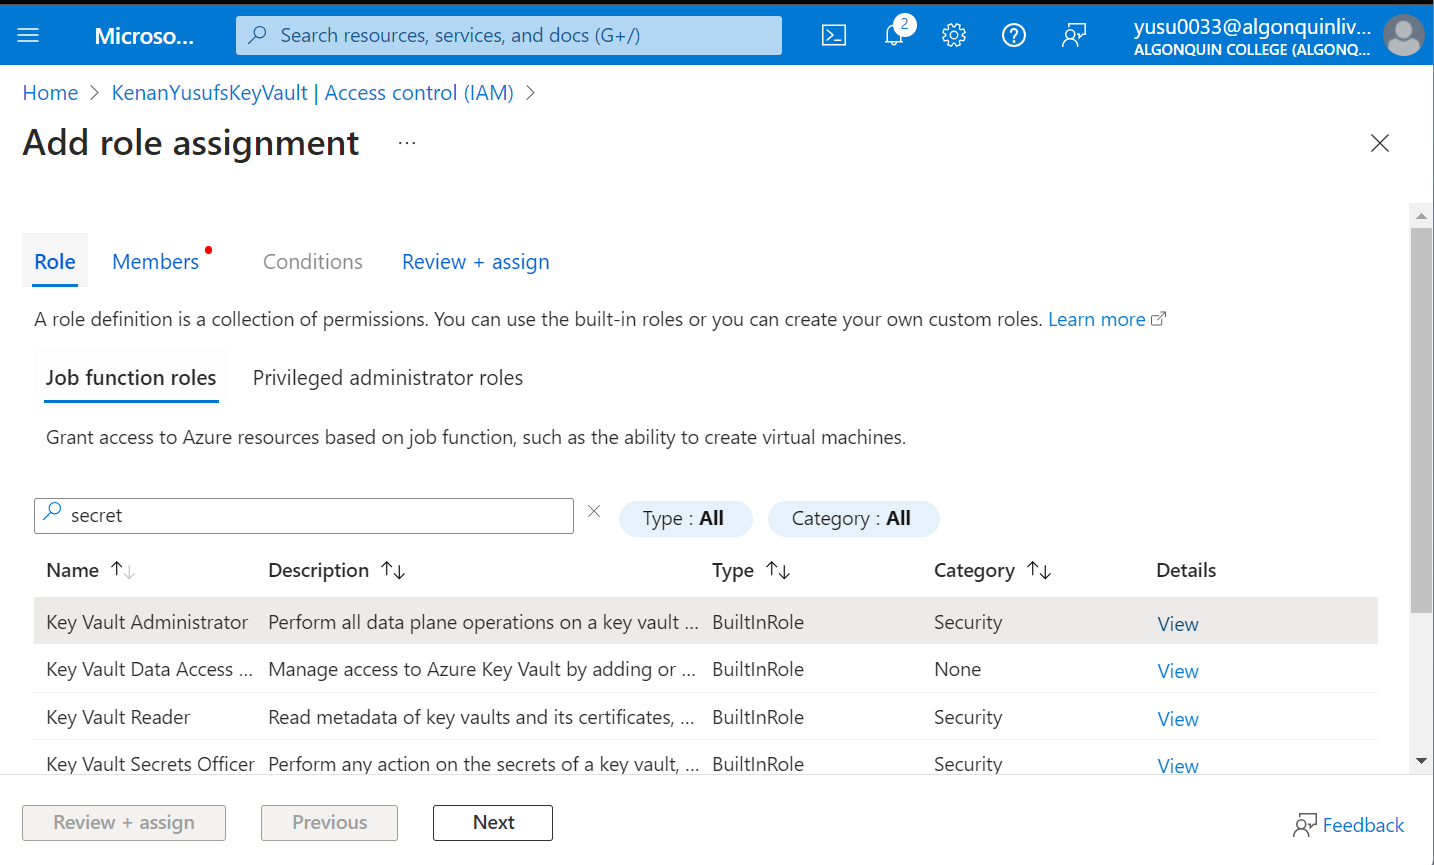 Microso...
Search resources, services, and docs (G+/)
2
yusu0033@algonquinliv...
ALGONQUIN COLLEGE (ALGONQ...
Home > KenanYusufsKeyVault | Access control (IAM) >
Add role assignment ...
Role Members Conditions Review + assign
A role definition is a collection of permissions. You can use the built-in roles or you can create your own custom roles. Learn more
Job function roles Privileged administrator roles
Grant access to Azure resources based on job function, such as the ability to create virtual machines.
secret Type : All Category : All
Name Description Type Category Details
Key Vault Administrator Perform all data plane operations on a key vault ... BuiltInRole Security View
Key Vault Data Access ... Manage access to Azure Key Vault by adding or ... BuiltInRole None View
Key Vault Reader Read metadata of key vaults and its certificates, ... BuiltInRole Security View
Key Vault Secrets Officer Perform any action on the secrets of a key vault, ... BuiltInRole Security View
Review + assign Previous Next Feedback